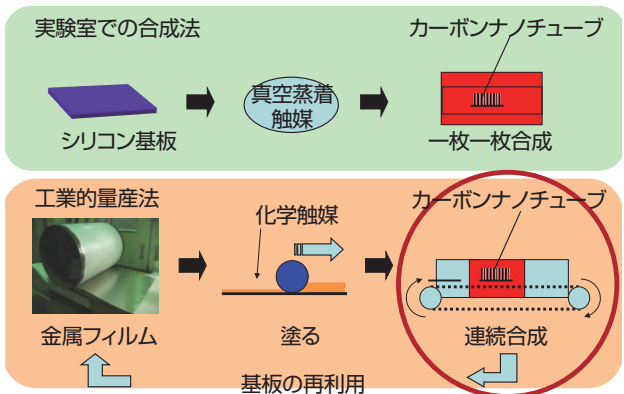 実験室での合成法
カーボンナノチューブ
真空蒸着
触媒
シリコン基板
一枚一枚合成
工業的量産法
カーボンナノチューブ
化学触媒
金属フィルム
塗る
連続合成
基板の再利用